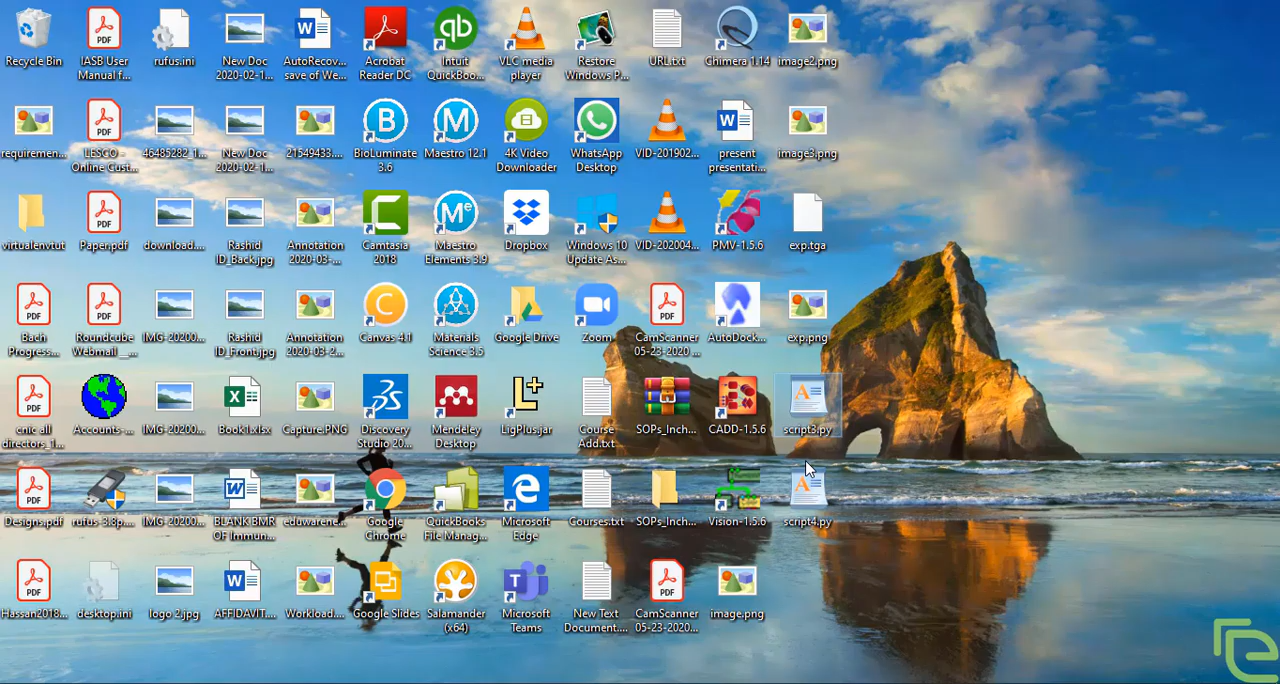 Recycle Bin
IASB User
Manual f...
rufus.ini
New Doc
2020-02-1...
AutoRecov...
save of We...
Acrobat
Reader DC
Intuit
QuickBoo...
VLC media
player
Restore
Windows P...
URL.txt
Chimera 1.14
image2.png
requiremen...
LESCO -
Online Cust...
46485282_1...
New Doc
2020-02-1...
21549433....
BioLuminate
3.6
Maestro 12.1
4K Video
Downloader
WhatsApp
Desktop
VID-201902...
present
presentati...
image3.png
virtualenvtut
Paper.pdf
download....
Rashid
ID_Back.jpg
Annotation
2020-03-...
Camtasia
2018
Maestro
Elements 3.9
Dropbox
Windows 10
Update As...
VID-202004...
PMV-1.5.6
exp.tga
Bach
Progress...
Roundcube
Webmail__...
IMG-20200...
Rashid
ID_Front.jpg
Annotation
2020-03-2...
Canvas 4.1
Materials
Science 3.5
Google Drive
Zoom
CamScanner
05-23-2020 ...
AutoDock...
exp.png
cnic all
directors_1...
Accounts-...
IMG-20200...
Book1.xlsx
Capture.PNG
Discovery
Studio 20...
Mendeley
Desktop
LigPlus.jar
Course
Add.txt
SOPs_Inch...
CADD-1.5.6
script3.py
Designs.pdf
rufus-3.8p....
IMG-20200...
BLANK BMR
OF Immun...
eduwarene...
Google
Chrome
QuickBooks
File Manag...
Microsoft
Edge
Courses.txt
SOPs_Inch...
Vision-1.5.6
script4.py
Hassan2018...
desktop.ini
logo 2.jpg
AFFIDAVIT....
Workload....
Google Slides
Salamander
(x64)
Microsoft
Teams
New Text
Document....
CamScanner
05-23-2020...
image.png